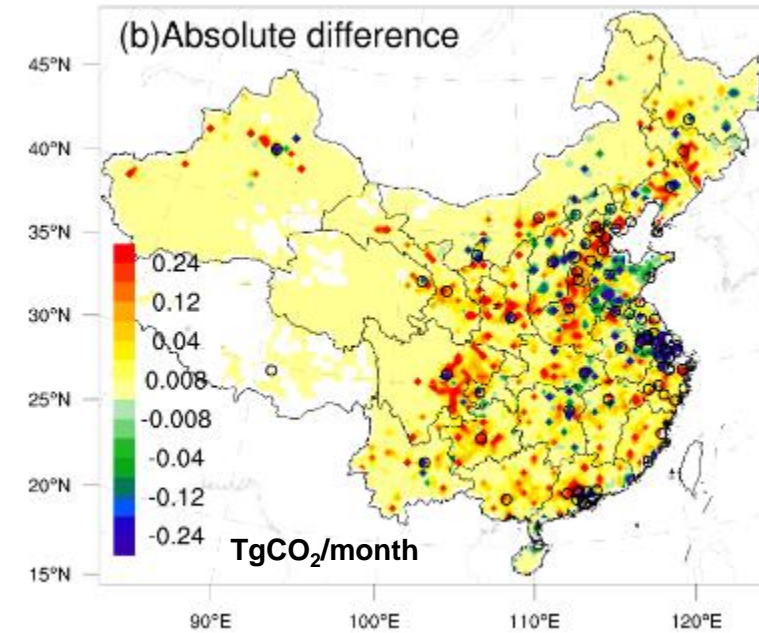 (b)Absolute difference
45°N
40°N
35°N
30°N
25°N
20°N
15°N
0.24
0.12
0.04
0.008
-0.008
-0.04
-0.12
-0.24
TgCO₂/month
90°E
100°E
110°E
120°E